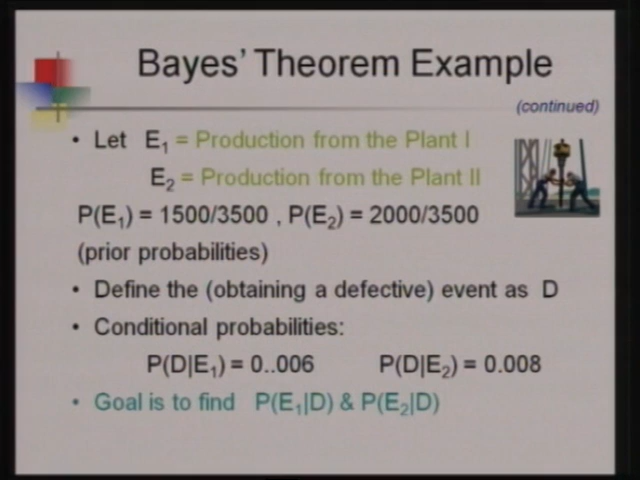 Bayes' Theorem Example
(continued)
• Let E₁ = Production from the Plant I
E₂ = Production from the Plant II
P(E₁) = 1500/3500 , P(E₂) = 2000/3500
(prior probabilities)
• Define the (obtaining a defective) event as D
• Conditional probabilities:
P(D|E₁) = 0..006 P(D|E₂) = 0.008
• Goal is to find P(E₁|D) & P(E₂|D)